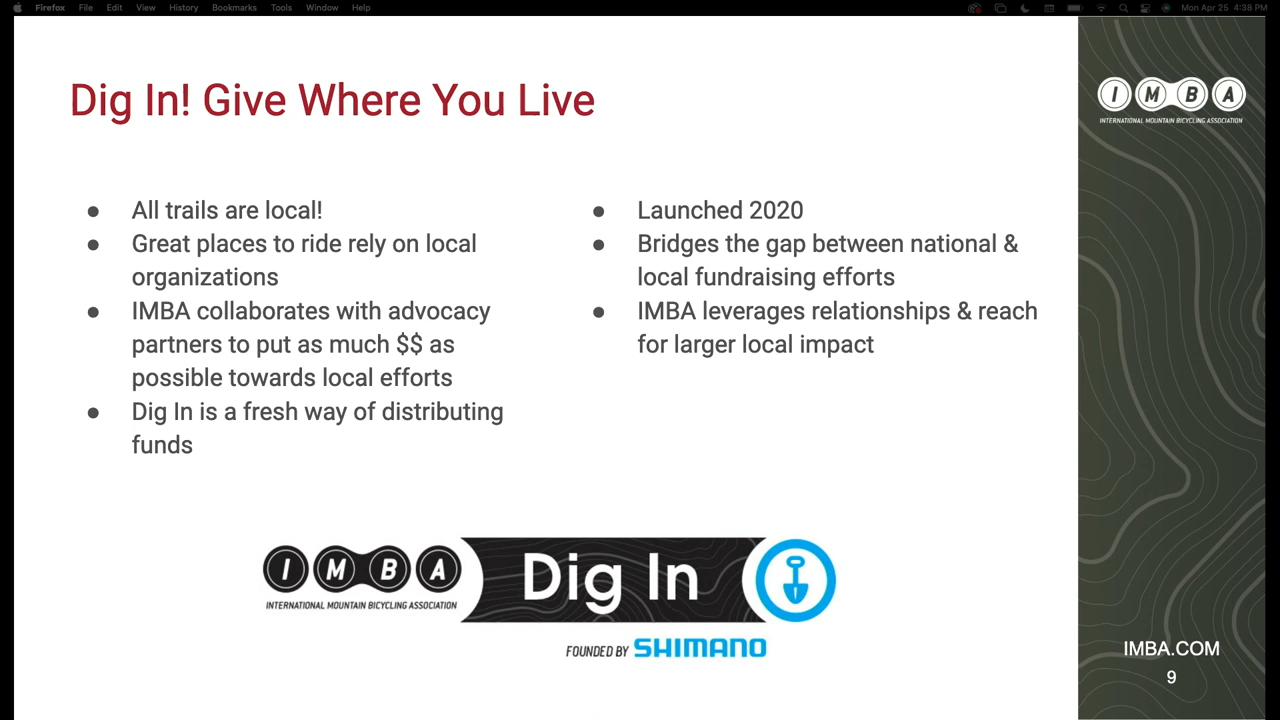 Firefox File Edit View History Bookmarks Tools Window Help Mon Apr 25 4:38 PM
Dig In! Give Where You Live
IMBA
INTERNATIONAL MOUNTAIN BICYCLING ASSOCIATION
● All trails are local!
● Great places to ride rely on local
organizations
● IMBA collaborates with advocacy
partners to put as much $$ as
possible towards local efforts
● Dig In is a fresh way of distributing
funds
● Launched 2020
● Bridges the gap between national &
local fundraising efforts
● IMBA leverages relationships & reach
for larger local impact
IMBA
INTERNATIONAL MOUNTAIN BICYCLING ASSOCIATION
Dig In
FOUNDED BY SHIMANO
IMBA.COM
9